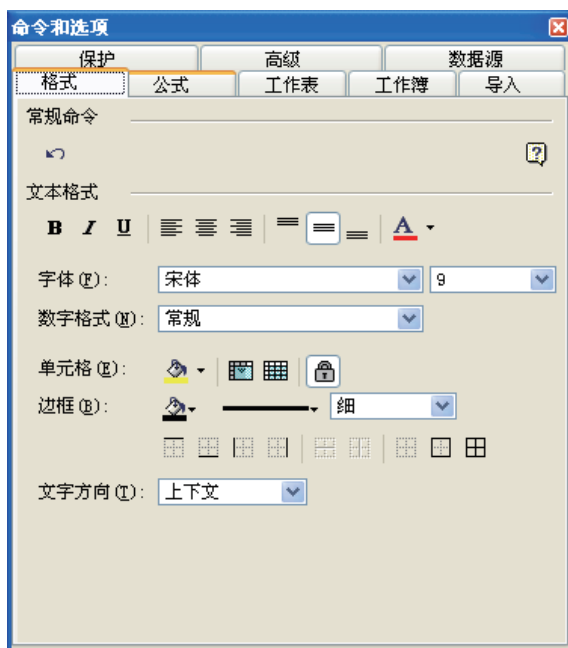 命令和选项
保护 高级 数据源
格式 公式 工作表 工作簿 导入
常规命令
文本格式
B I U A
字体(F): 宋体 9
数字格式(N): 常规
单元格(E):
边框(B): 细
文字方向(T): 上下文